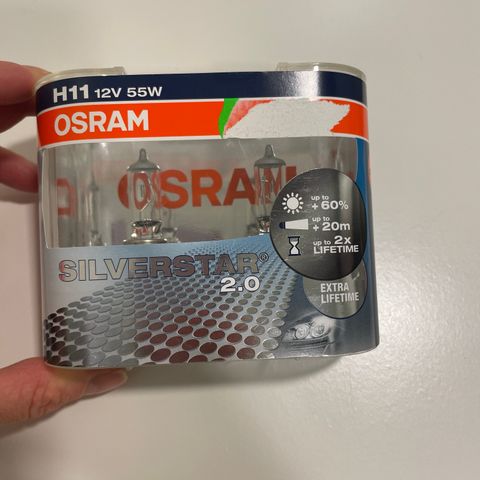 H11 12V 55W
OSRAM
OSRAM
up to
+ 60%
up to
+ 20m
up to 2x
LIFETIME
SILVERSTAR®
2.0
EXTRA
LIFETIME